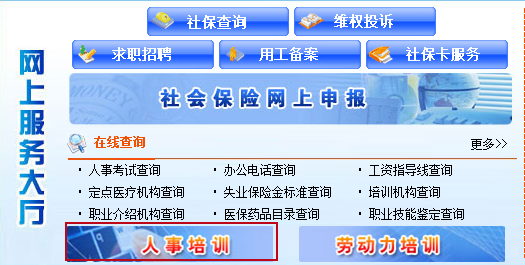 网上服务大厅
社保查询 维权投诉
求职招聘 用工备案 社保卡服务
社会保险网上申报
在线查询 更多>>
· 人事考试查询 · 办公电话查询 · 工资指导线查询
· 定点医疗机构查询 · 失业保险金标准查询 · 培训机构查询
· 职业介绍机构查询 · 医保药品目录查询 · 职业技能鉴定查询
人事培训 劳动力培训